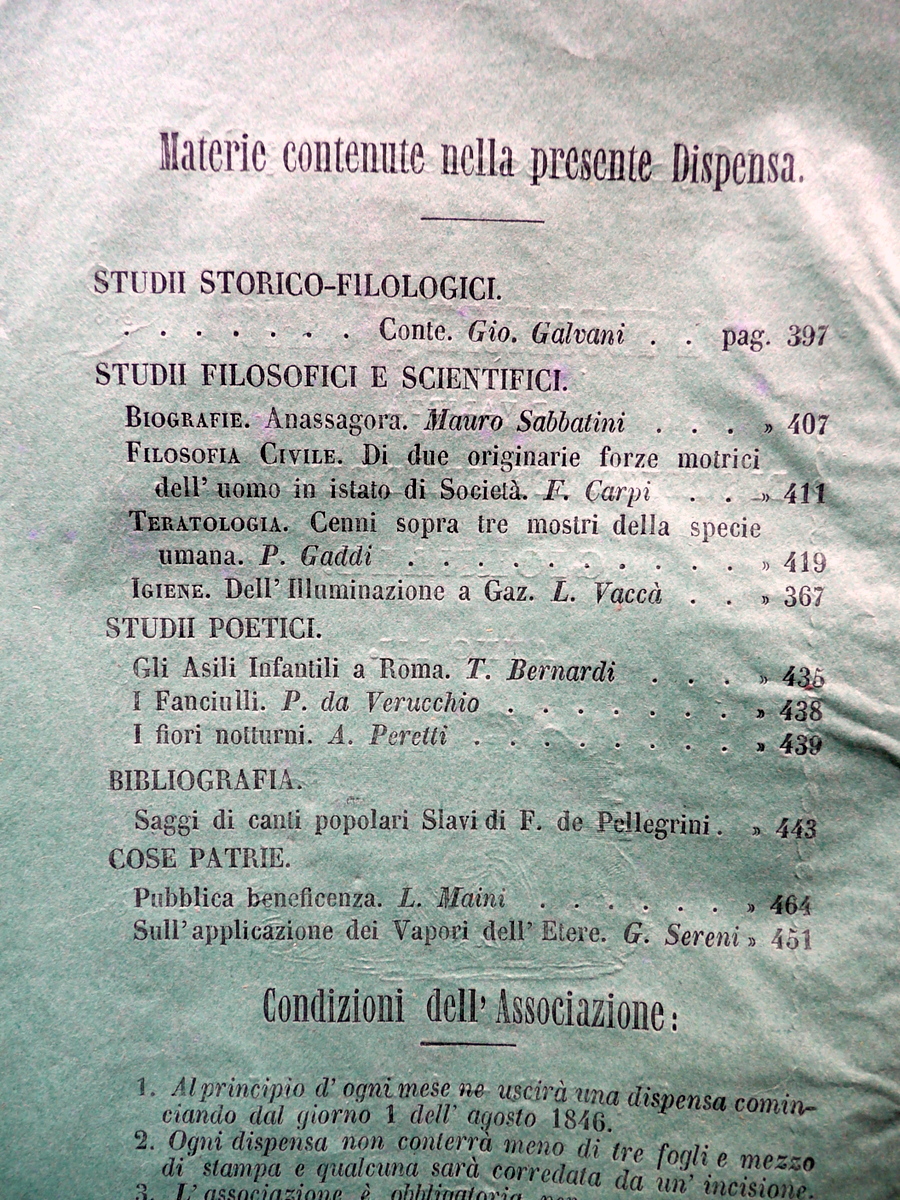 Materie contenute nella presente Dispensa.
STUDII STORICO-FILOLOGICI.
. . . . . . . Conte. Gio. Galvani . . pag. 397
STUDII FILOSOFICI E SCIENTIFICI.
BIOGRAFIE. Anassagora. Mauro Sabbatini . . . » 407
FILOSOFIA CIVILE. Di due originarie forze motrici
dell' uomo in istato di Società. F. Carpi . . » 411
TERATOLOGIA. Cenni sopra tre mostri della specie
umana. P. Gaddi . . . . . . . . . . » 419
IGIENE. Dell' Illuminazione a Gaz. L. Vaccà . . » 367
STUDII POETICI.
Gli Asili Infantili a Roma. T. Bernardi . . . » 435
I Fanciulli. P. da Verucchio . . . . . . . » 438
I fiori notturni. A. Peretti . . . . . . . . » 439
BIBLIOGRAFIA.
Saggi di canti popolari Slavi di F. de Pellegrini. » 443
COSE PATRIE.
Pubblica beneficenza. L. Maini . . . . . . » 464
Sull' applicazione dei Vapori dell' Etere. G. Sereni » 451
Condizioni dell' Associazione:
1. Al principio d' ogni mese ne uscirà una dispensa comin-
ciando dal giorno 1 dell' agosto 1846.
2. Ogni dispensa non conterrà meno di tre fogli e mezzo
di stampa e qualcuna sarà corredata da un' incisione.
3. L' associazione è obbligatoria per